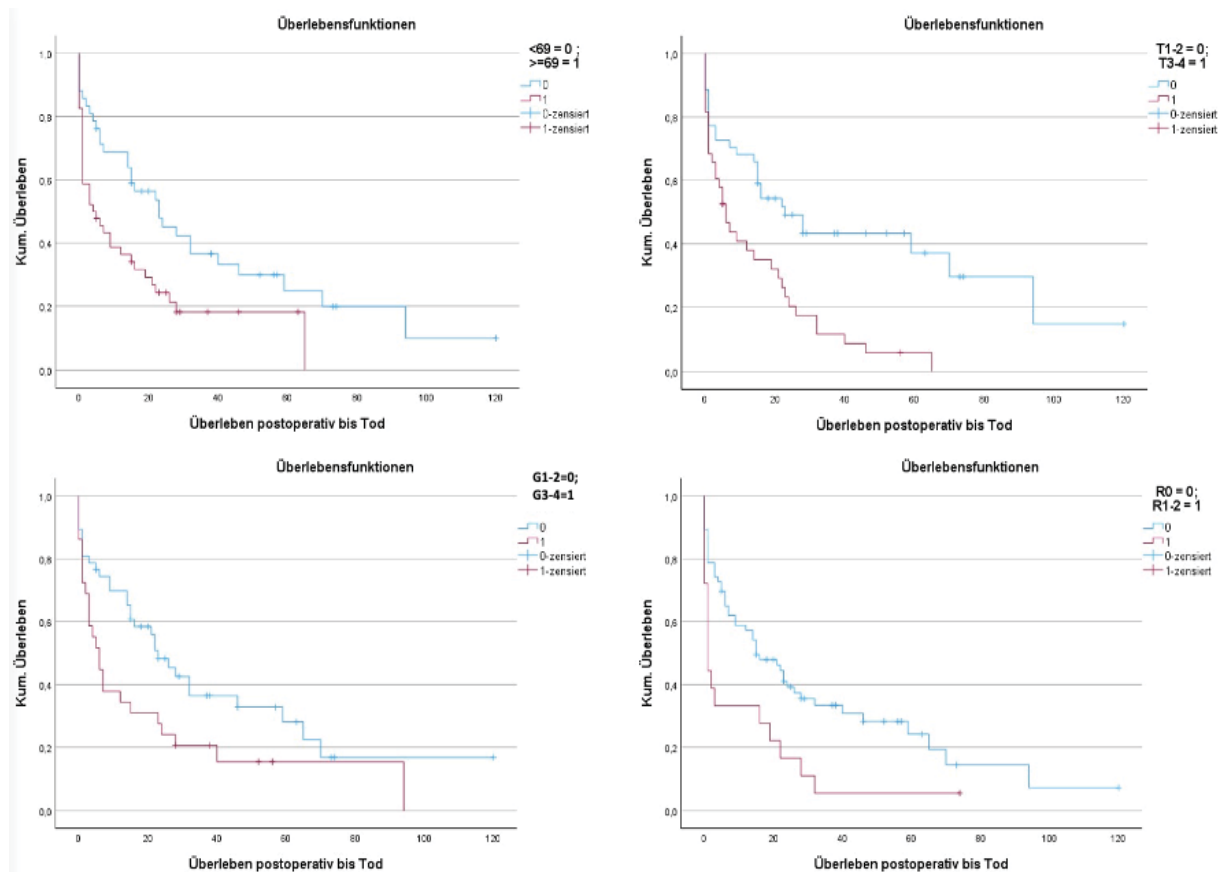 Überlebensfunktionen
<69 = 0 ;
>=69 = 1
0
1
0-zensiert
1-zensiert
1,0
0,8
0,6
0,4
0,2
0,0
Kum. Überleben
0 20 40 60 80 100 120
Überleben postoperativ bis Tod
Überlebensfunktionen
T1-2 = 0;
T3-4 = 1
0
1
0-zensiert
1-zensiert
1,0
0,8
0,6
0,4
0,2
0,0
Kum. Überleben
0 20 40 60 80 100 120
Überleben postoperativ bis Tod
Überlebensfunktionen
G1-2=0;
G3-4=1
0
1
0-zensiert
1-zensiert
1,0
0,8
0,6
0,4
0,2
0,0
Kum. Überleben
0 20 40 60 80 100 120
Überleben postoperativ bis Tod
Überlebensfunktionen
R0 = 0;
R1-2 = 1
0
1
0-zensiert
1-zensiert
1,0
0,8
0,6
0,4
0,2
0,0
Kum. Überleben
0 20 40 60 80 100 120
Überleben postoperativ bis Tod